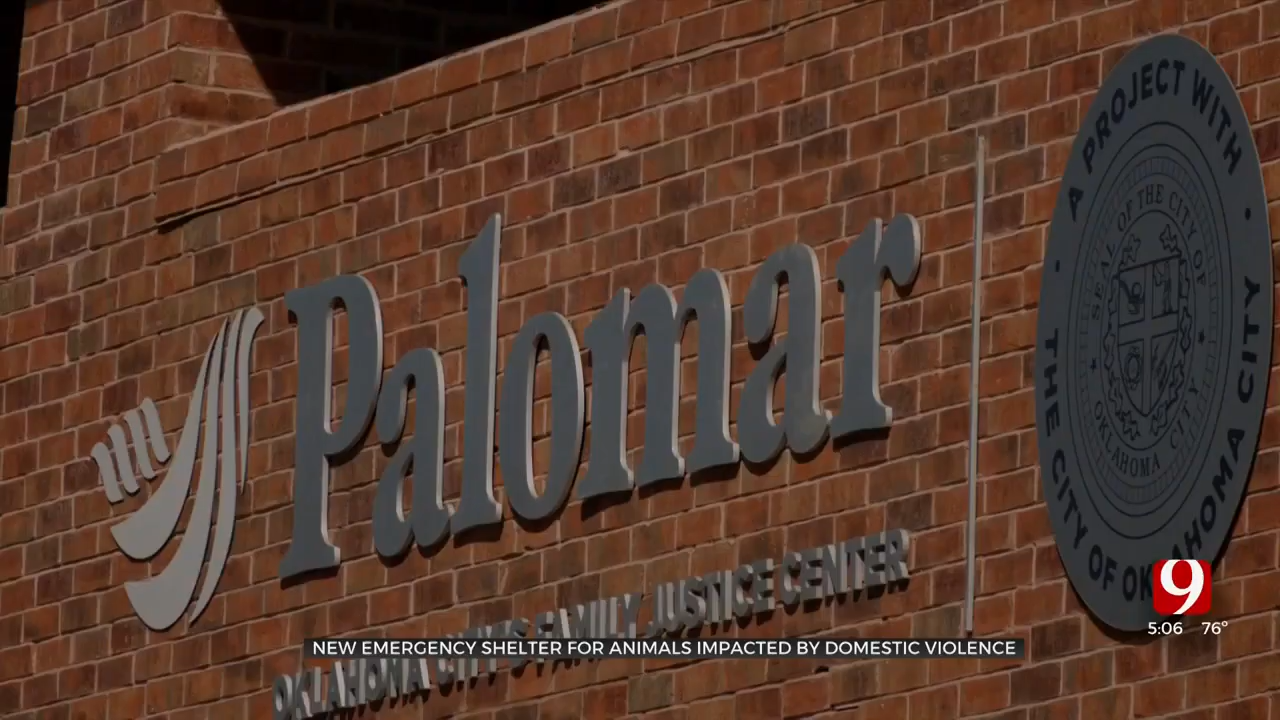 Palomar
OKLAHOMA CITY'S FAMILY JUSTICE CENTER
A PROJECT WITH
• THE CITY OF OKLAHOMA CITY •
SEAL OF THE CITY OF
OKLAHOMA CITY
9
5:06 76°
NEW EMERGENCY SHELTER FOR ANIMALS IMPACTED BY DOMESTIC VIOLENCE